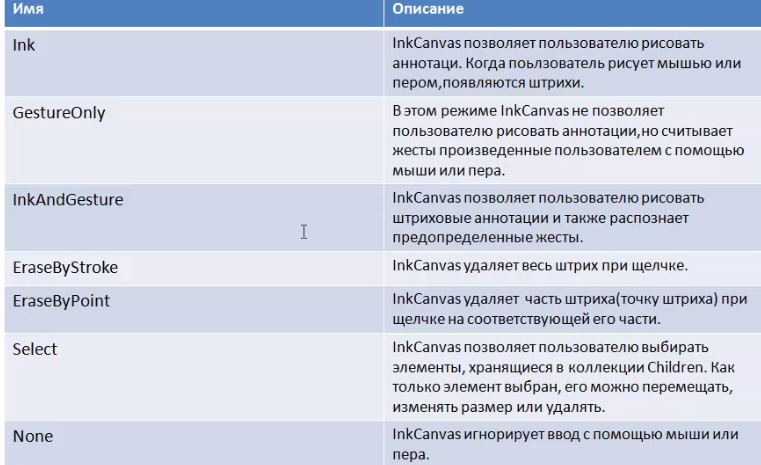 Имя
Описание
Ink
InkCanvas позволяет пользователю рисовать
аннотаци. Когда поьлзователь рисует мышью или
пером,появляются штрихи.
GestureOnly
В этом режиме InkCanvas не позволяет
пользователю рисовать аннотации,но считывает
жесты произведенные пользователем с помощью
мыши или пера.
InkAndGesture
InkCanvas позволяет пользователю рисовать
штриховые аннотации и также распознает
предопределенные жесты.
EraseByStroke
InkCanvas удаляет весь штрих при щелчке.
EraseByPoint
InkCanvas удаляет часть штриха(точку штриха) при
щелчке на соответствующей его части.
Select
InkCanvas позволяет пользователю выбирать
элементы, хранящиеся в коллекции Children. Как
только элемент выбран, его можно перемещать,
изменять размер или удалять.
None
InkCanvas игнорирует ввод с помощью мыши или
пера.